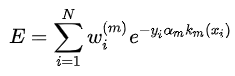 $E = \sum_{i=1}^{N} w_i^{(m)} e^{-y_i \alpha_m k_m(x_i)}$